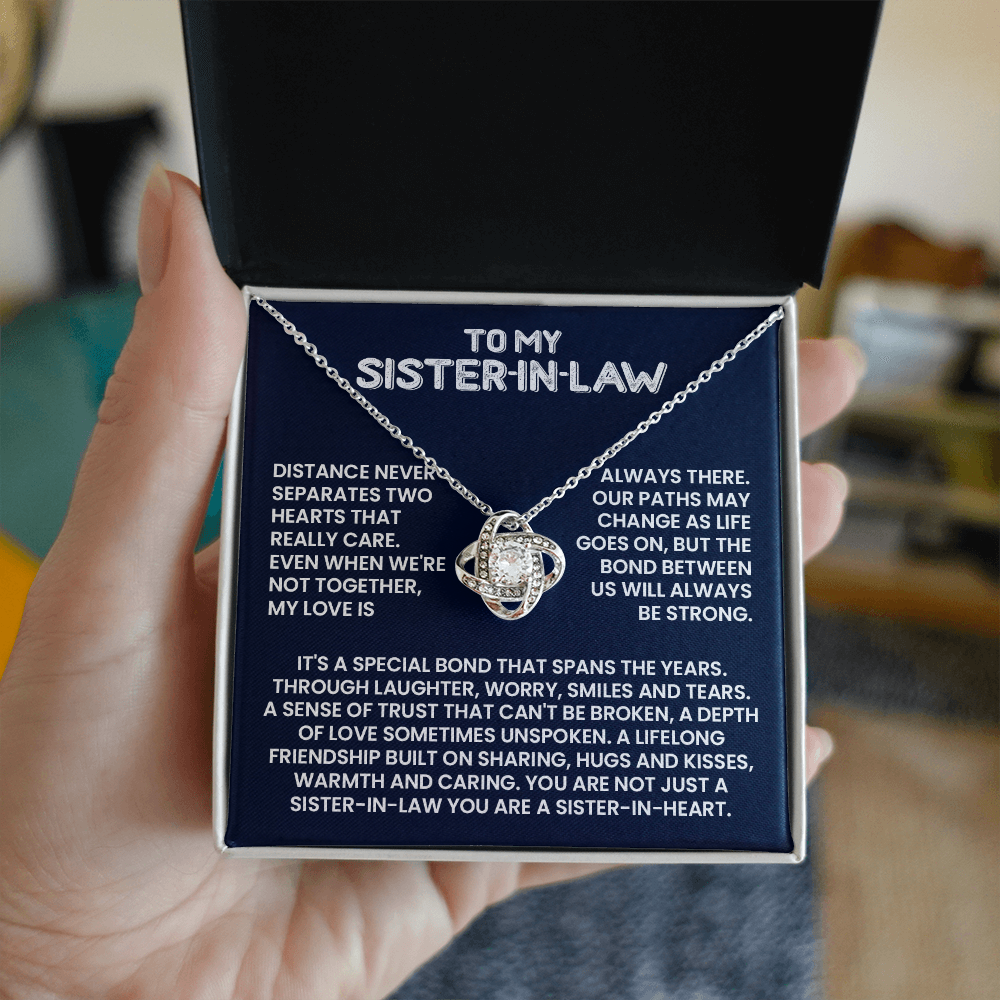 TO MY
SISTER-IN-LAW
DISTANCE NEVER
SEPARATES TWO
HEARTS THAT
REALLY CARE.
EVEN WHEN WE'RE
NOT TOGETHER,
MY LOVE IS
ALWAYS THERE.
OUR PATHS MAY
CHANGE AS LIFE
GOES ON, BUT THE
BOND BETWEEN
US WILL ALWAYS
BE STRONG.
IT'S A SPECIAL BOND THAT SPANS THE YEARS.
THROUGH LAUGHTER, WORRY, SMILES AND TEARS.
A SENSE OF TRUST THAT CAN'T BE BROKEN, A DEPTH
OF LOVE SOMETIMES UNSPOKEN. A LIFELONG
FRIENDSHIP BUILT ON SHARING, HUGS AND KISSES,
WARMTH AND CARING. YOU ARE NOT JUST A
SISTER-IN-LAW YOU ARE A SISTER-IN-HEART.